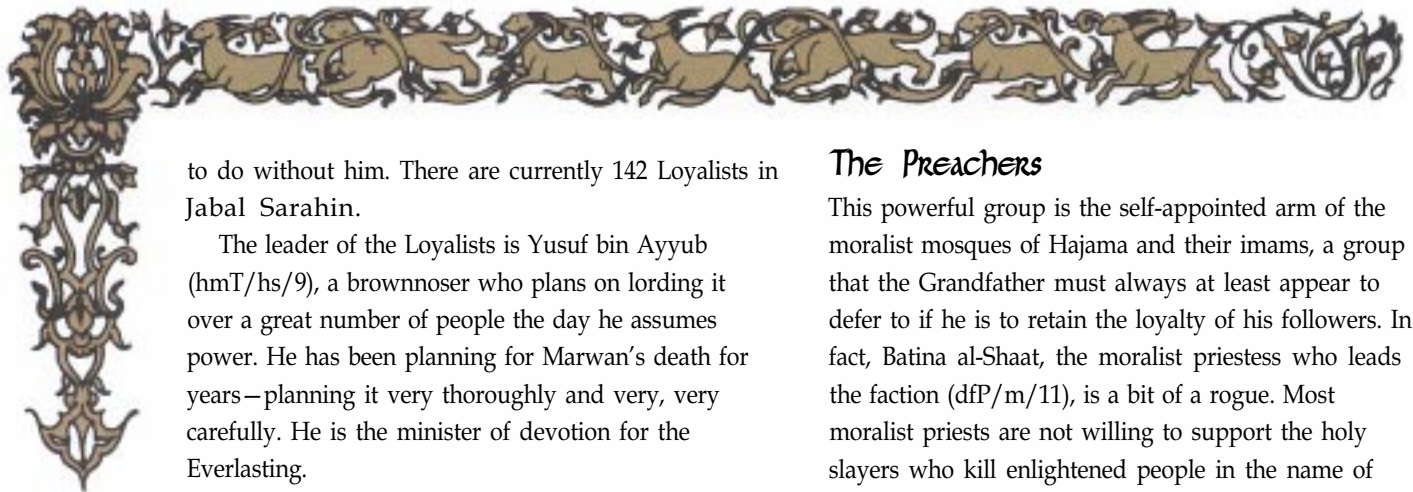 to do without him. There are currently 142 Loyalists in
Jabal Sarahin.
The leader of the Loyalists is Yusuf bin Ayyub
(hmT/hs/9), a brownnoser who plans on lording it
over a great number of people the day he assumes
power. He has been planning for Marwan's death for
years—planning it very thoroughly and very, very
carefully. He is the minister of devotion for the
Everlasting.
The Preachers
This powerful group is the self-appointed arm of the
moralist mosques of Hajama and their imams, a group
that the Grandfather must always at least appear to
defer to if he is to retain the loyalty of his followers. In
fact, Batina al-Shaat, the moralist priestess who leads
the faction (dfP/m/11), is a bit of a rogue. Most
moralist priests are not willing to support the holy
slayers who kill enlightened people in the name of